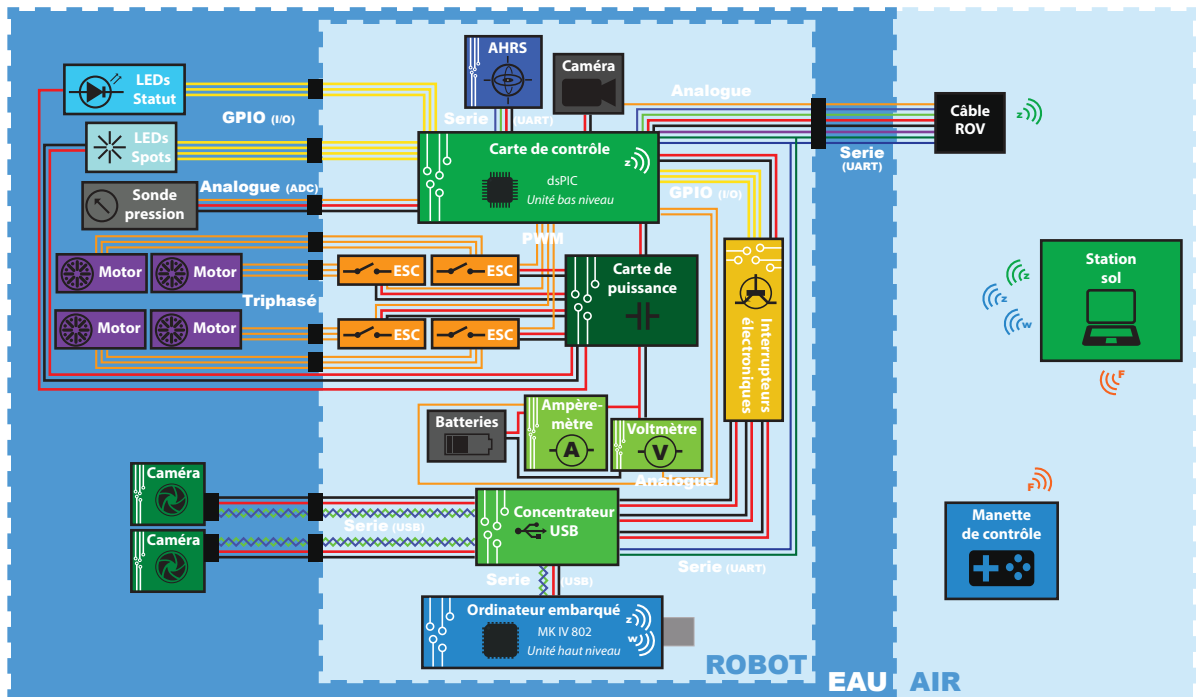 AHRS
Caméra
LEDs
Statut
Analogue
Câble
ROV
z
GPIO (I/O)
Serie (UART)
LEDs
Spots
Carte de contrôle
z
dsPIC
Unité bas niveau
Serie
(UART)
Analogue (ADC)
GPIO (I/O)
Sonde
pression
PWM
Motor
Motor
ESC
ESC
Carte de
puissance
Station
sol
z
z
w
Triphasé
Motor
Motor
ESC
ESC
Interrupteurs
électroniques
F
Batteries
Ampère-
mètre
A
Voltmètre
V
Analogue
Caméra
Serie (USB)
Concentrateur
USB
F
Manette
de contrôle
Caméra
Serie (USB)
Serie (UART)
Ordinateur embarqué
MK IV 802
Unité haut niveau
z
w
ROBOT
EAU
AIR